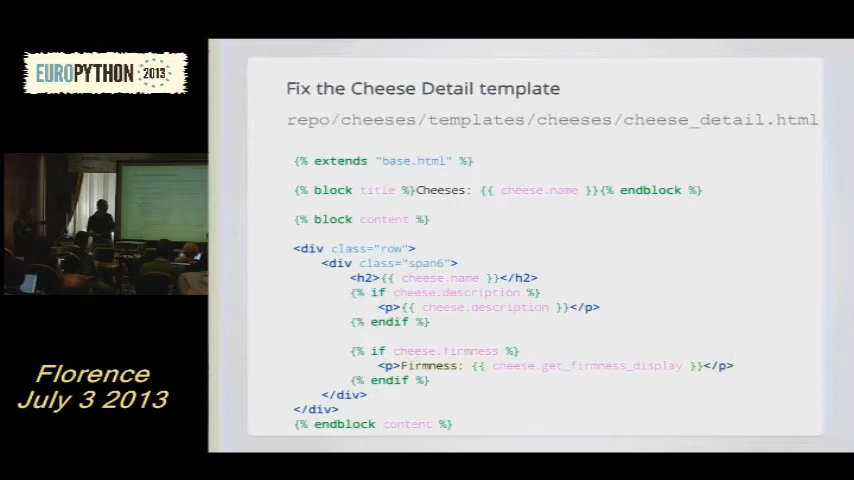 EUROPYTHON 2013
Fix the Cheese Detail template
repo/cheeses/templates/cheeses/cheese_detail.html
{% extends "base.html" %}
{% block title %}Cheeses: {{ cheese.name }}{% endblock %}
{% block content %}
<div class="row">
<div class="span6">
<h2>{{ cheese.name }}</h2>
{% if cheese.description %}
<p>{{ cheese.description }}</p>
{% endif %}
{% if cheese.firmness %}
<p>Firmness: {{ cheese.get_firmness_display }}</p>
{% endif %}
</div>
</div>
{% endblock content %}
Florence
July 3 2013